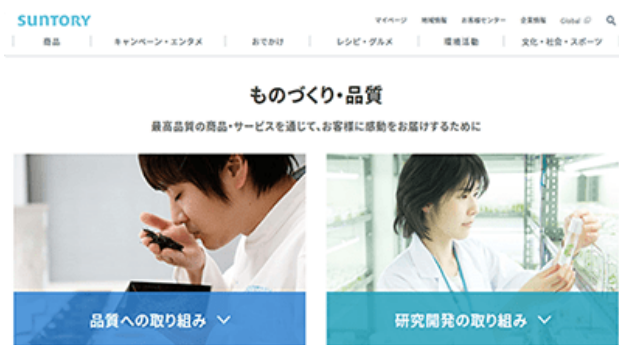 SUNTORY
マイページ 地域情報 お客様センター 企業情報 Global
商品 キャンペーン・エンタメ おでかけ レシピ・グルメ 環境活動 文化・社会・スポーツ
ものづくり・品質
最高品質の商品・サービスを通じて、お客様に感動をお届けするために
品質への取り組み
研究開発の取り組み